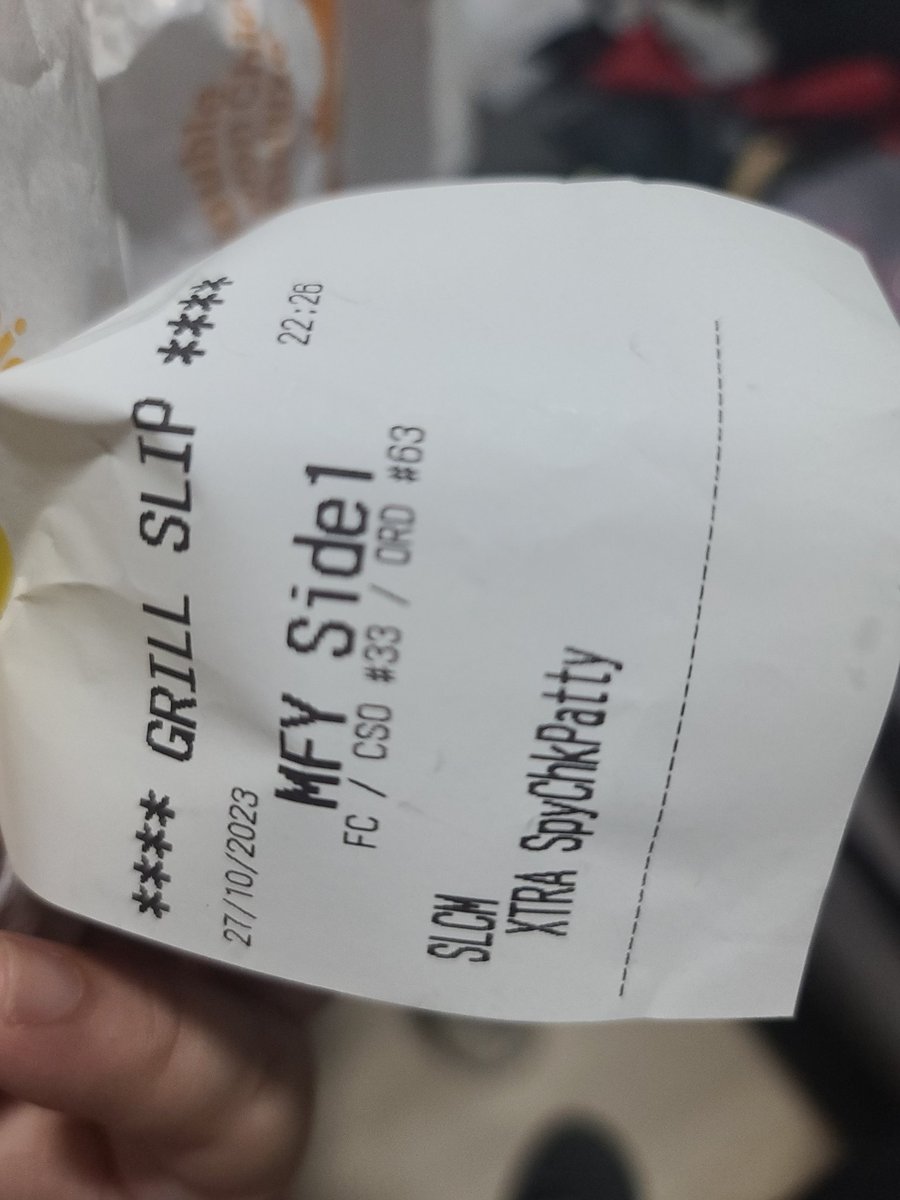 **** GRILL SLIP ****
27/10/2023 22:26
MFY Side1
FC / CSO #33 / ORD #63
SLCM
XTRA SpyChkPatty